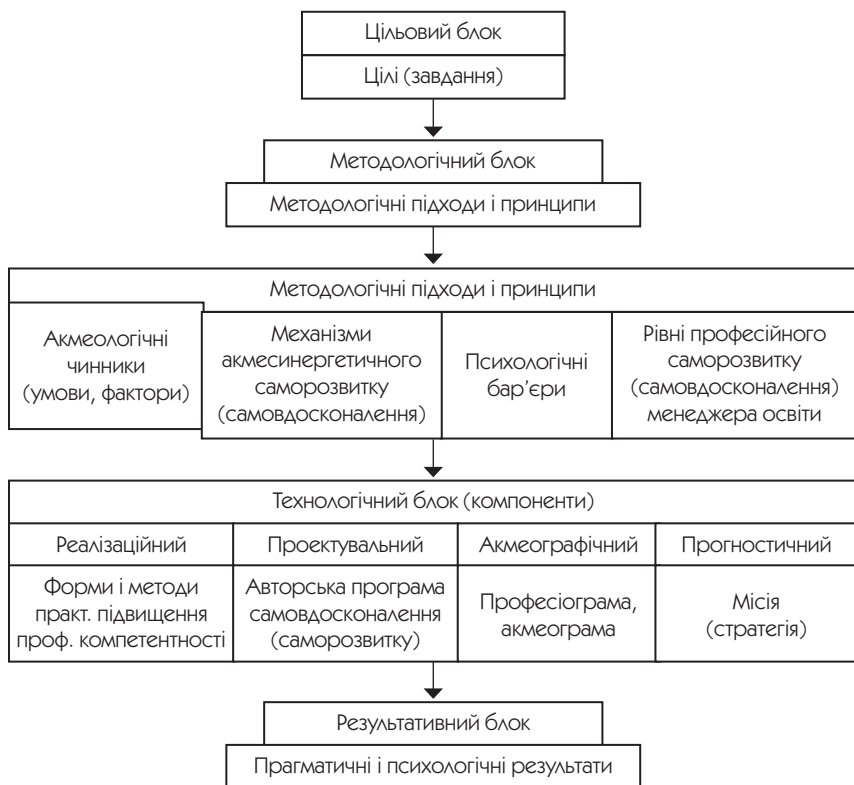 Цільовий блок
Цілі (завдання)
Методологічний блок
Методологічні підходи і принципи
Методологічні підходи і принципи
Акмеологічні
чинники
(умови, фактори)
Механізми
акмесинергетичного
саморозвитку
(самовдосконалення)
Психологічні
бар’єри
Рівні професійного
саморозвитку
(самовдосконалення)
менеджера освіти
Технологічний блок (компоненти)
Реалізаційний
Проектувальний
Акмеографічний
Прогностичний
Форми і методи
практ. підвищення
проф. компетентності
Авторська програма
самовдосконалення
(саморозвитку)
Професіограма,
акмеограма
Місія
(стратегія)
Результативний блок
Прагматичні і психологічні результати